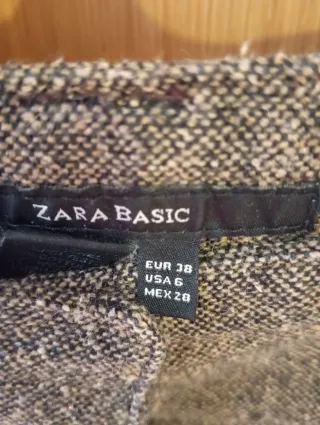 ZARA BASIC
EUR 38
USA 6
MEX 28